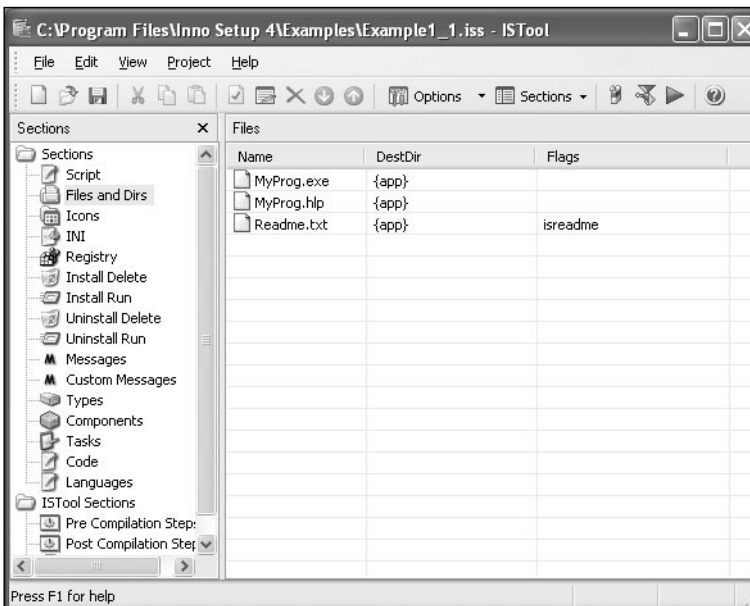 C:\Program Files\Inno Setup 4\Examples\Example1_1.iss - ISTool
File Edit View Project Help
Options Sections
Sections
Sections
Script
Files and Dirs
Icons
INI
Registry
Install Delete
Install Run
Uninstall Delete
Uninstall Run
Messages
Custom Messages
Types
Components
Tasks
Code
Languages
ISTool Sections
Pre Compilation Step
Post Compilation Step
Files
Name DestDir Flags
MyProg.exe {app}
MyProg.hlp {app}
Readme.txt {app} isreadme
Press F1 for help